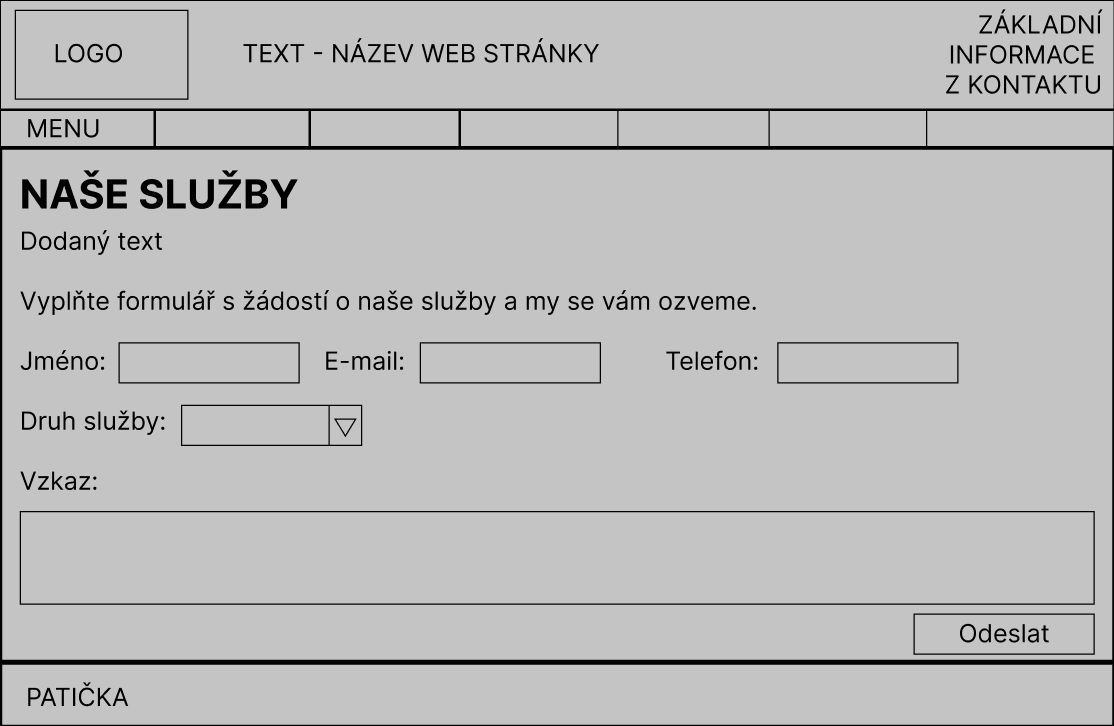 LOGO
TEXT - NÁZEV WEB STRÁNKY
ZÁKLADNÍ
INFORMACE
Z KONTAKTU
MENU
NAŠE SLUŽBY
Dodaný text
Vyplňte formulář s žádostí o naše služby a my se vám ozveme.
Jméno: E-mail: Telefon:
Druh služby:
Vzkaz:
Odeslat
PATIČKA